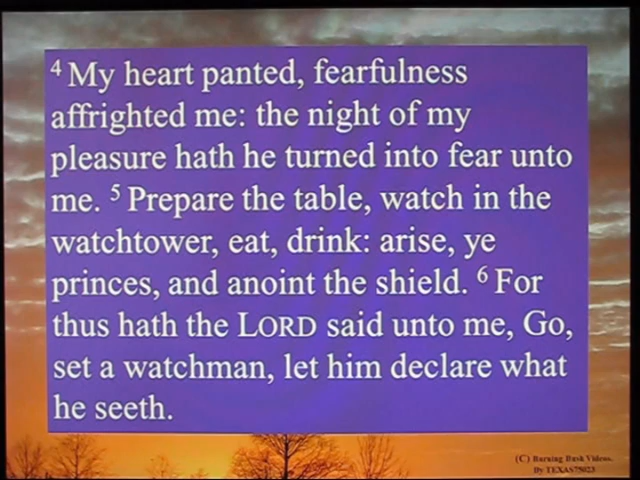 4 My heart panted, fearfulness
affrighted me: the night of my
pleasure hath he turned into fear unto
me. 5 Prepare the table, watch in the
watchtower, eat, drink: arise, ye
princes, and anoint the shield. 6 For
thus hath the LORD said unto me, Go,
set a watchman, let him declare what
he seeth.
(C) Burning Bush Videos.
By TEXAS75023